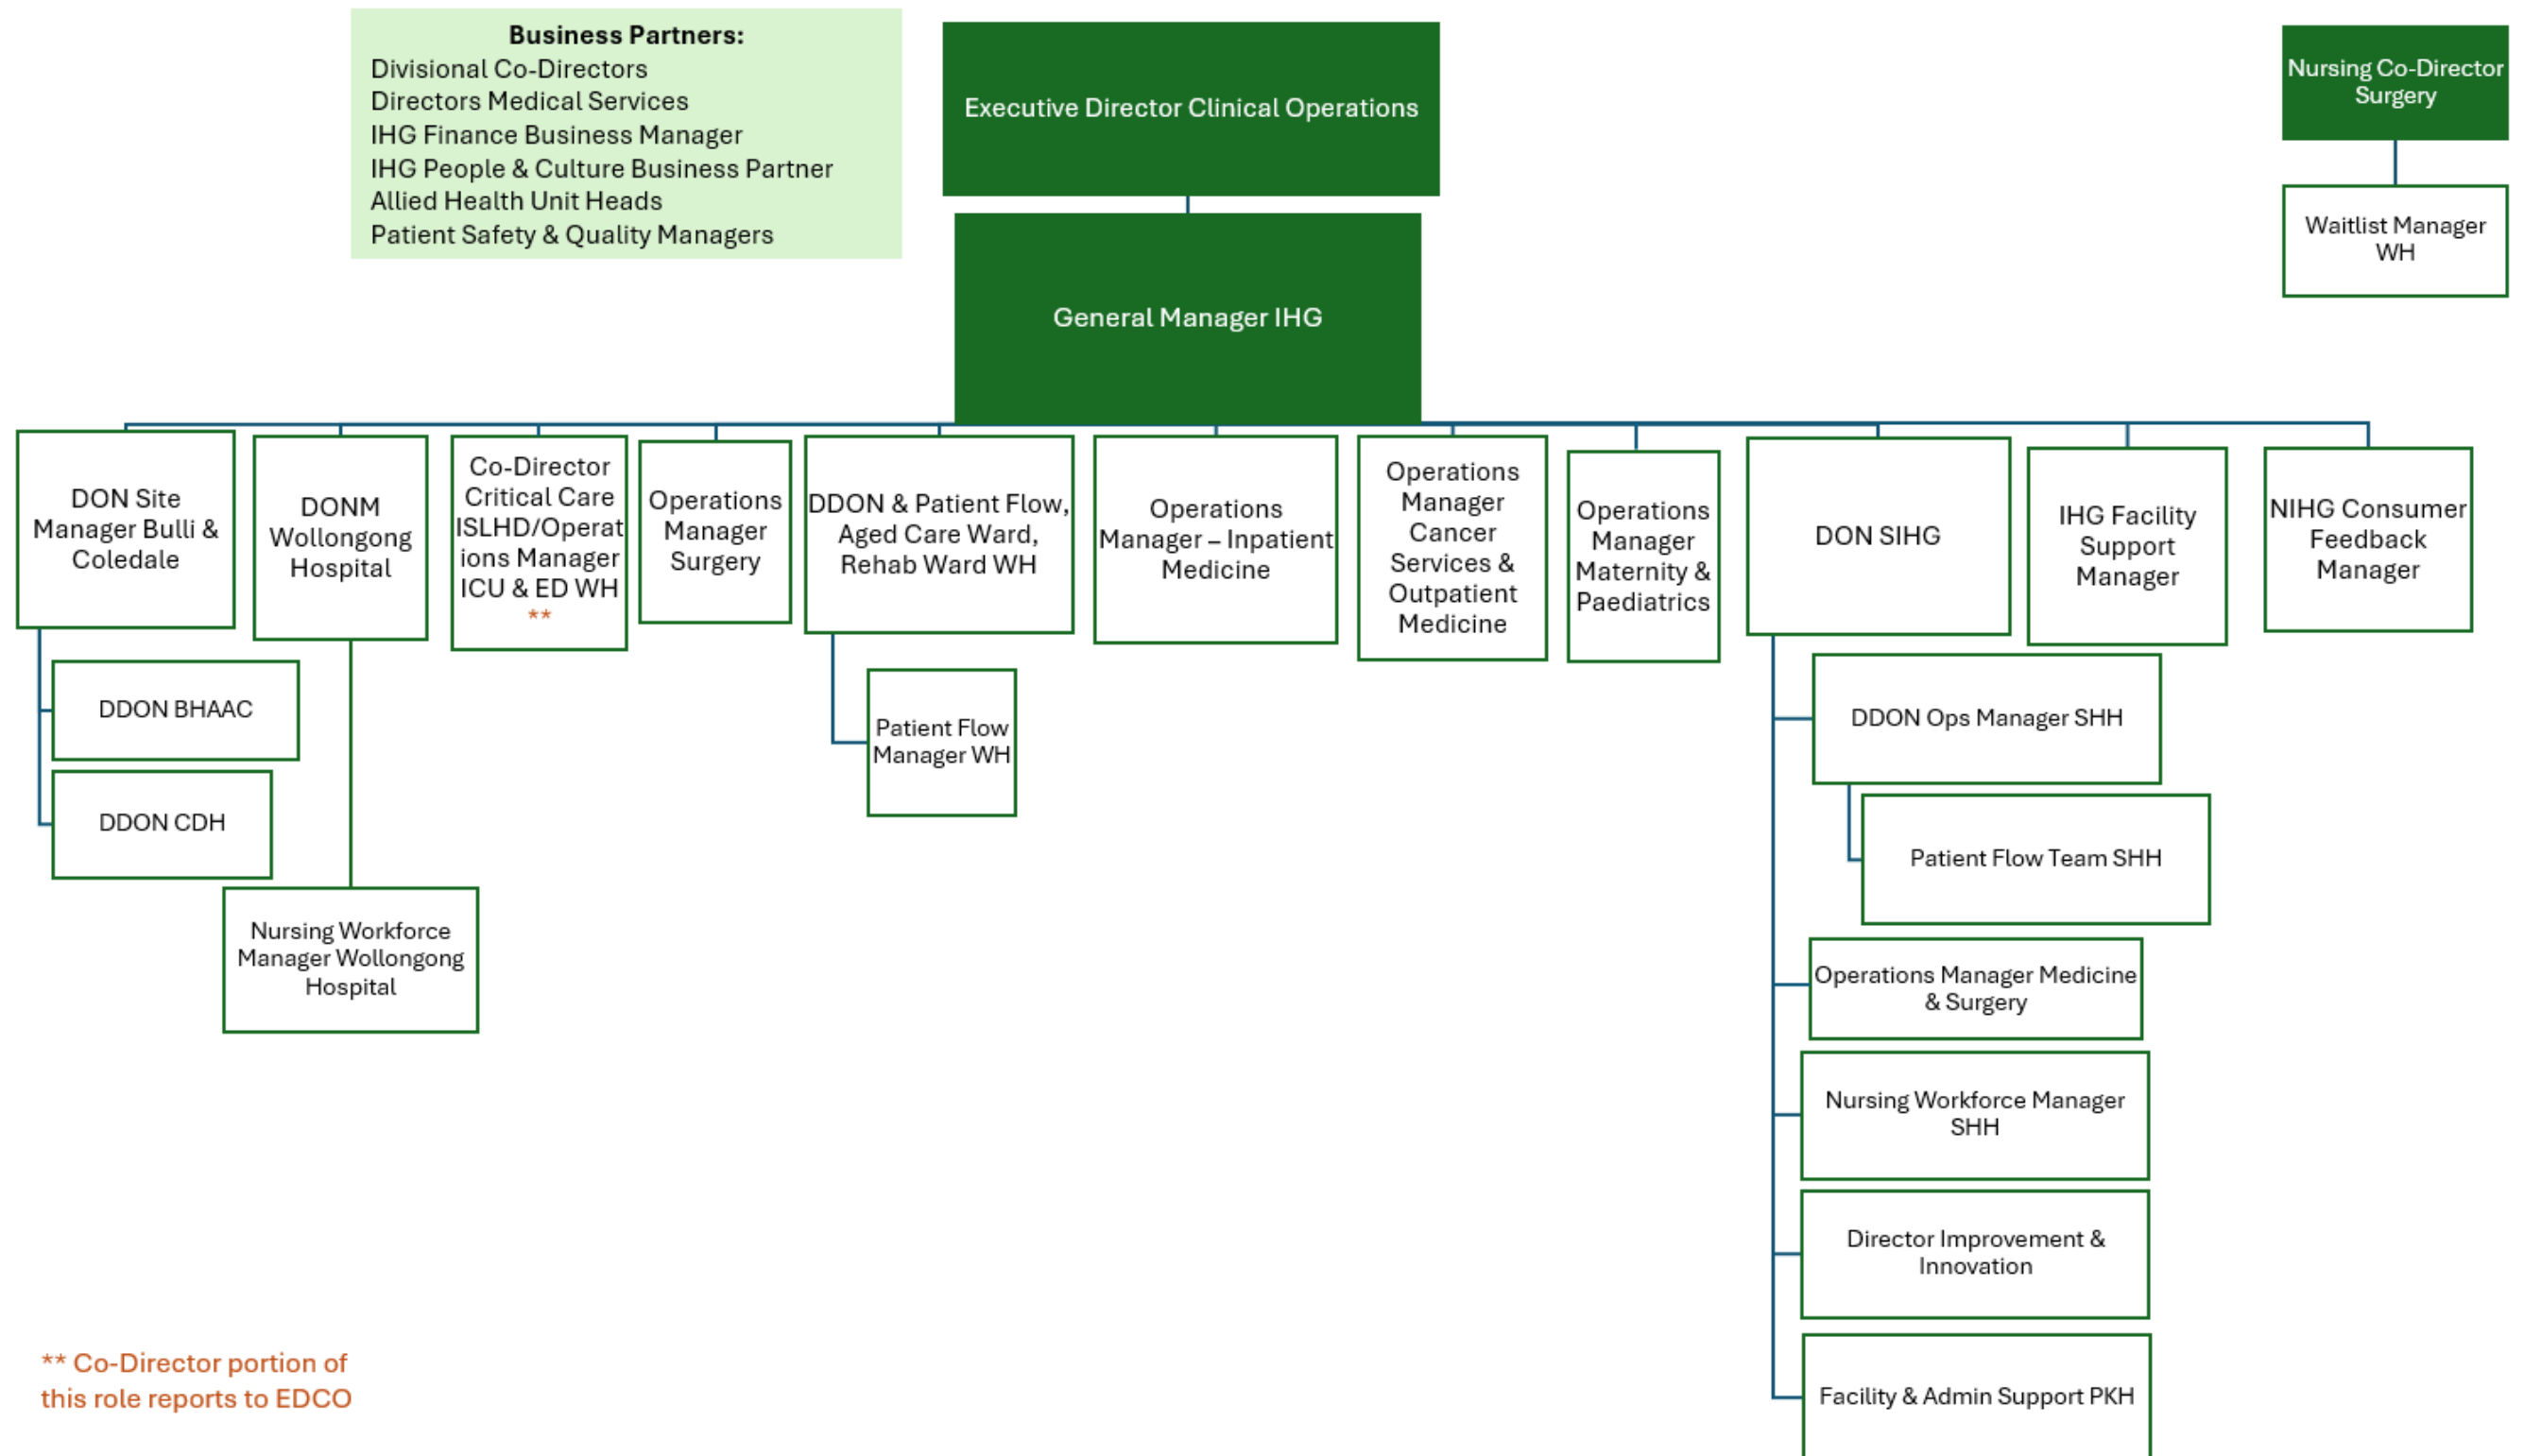 Business Partners:
Divisional Co-Directors
Directors Medical Services
IHG Finance Business Manager
IHG People & Culture Business Partner
Allied Health Unit Heads
Patient Safety & Quality Managers
Executive Director Clinical Operations
Nursing Co-Director
Surgery
Waitlist Manager
WH
General Manager IHG
DON Site
Manager Bulli &
Coledale
DONM
Wollongong
Hospital
Co-Director
Critical Care
ISLHD/Operat
ions Manager
ICU & ED WH
**
Operations
Manager
Surgery
DDON & Patient Flow,
Aged Care Ward,
Rehab Ward WH
Operations
Manager – Inpatient
Medicine
Operations
Manager
Cancer
Services &
Outpatient
Medicine
Operations
Manager
Maternity &
Paediatrics
DON SIHG
IHG Facility
Support
Manager
NIHG Consumer
Feedback
Manager
DDON BHAAC
DDON CDH
Nursing Workforce
Manager Wollongong
Hospital
Patient Flow
Manager WH
DDON Ops Manager SHH
Patient Flow Team SHH
Operations Manager Medicine
& Surgery
Nursing Workforce Manager
SHH
Director Improvement &
Innovation
Facility & Admin Support PKH
** Co-Director portion of
this role reports to EDCO